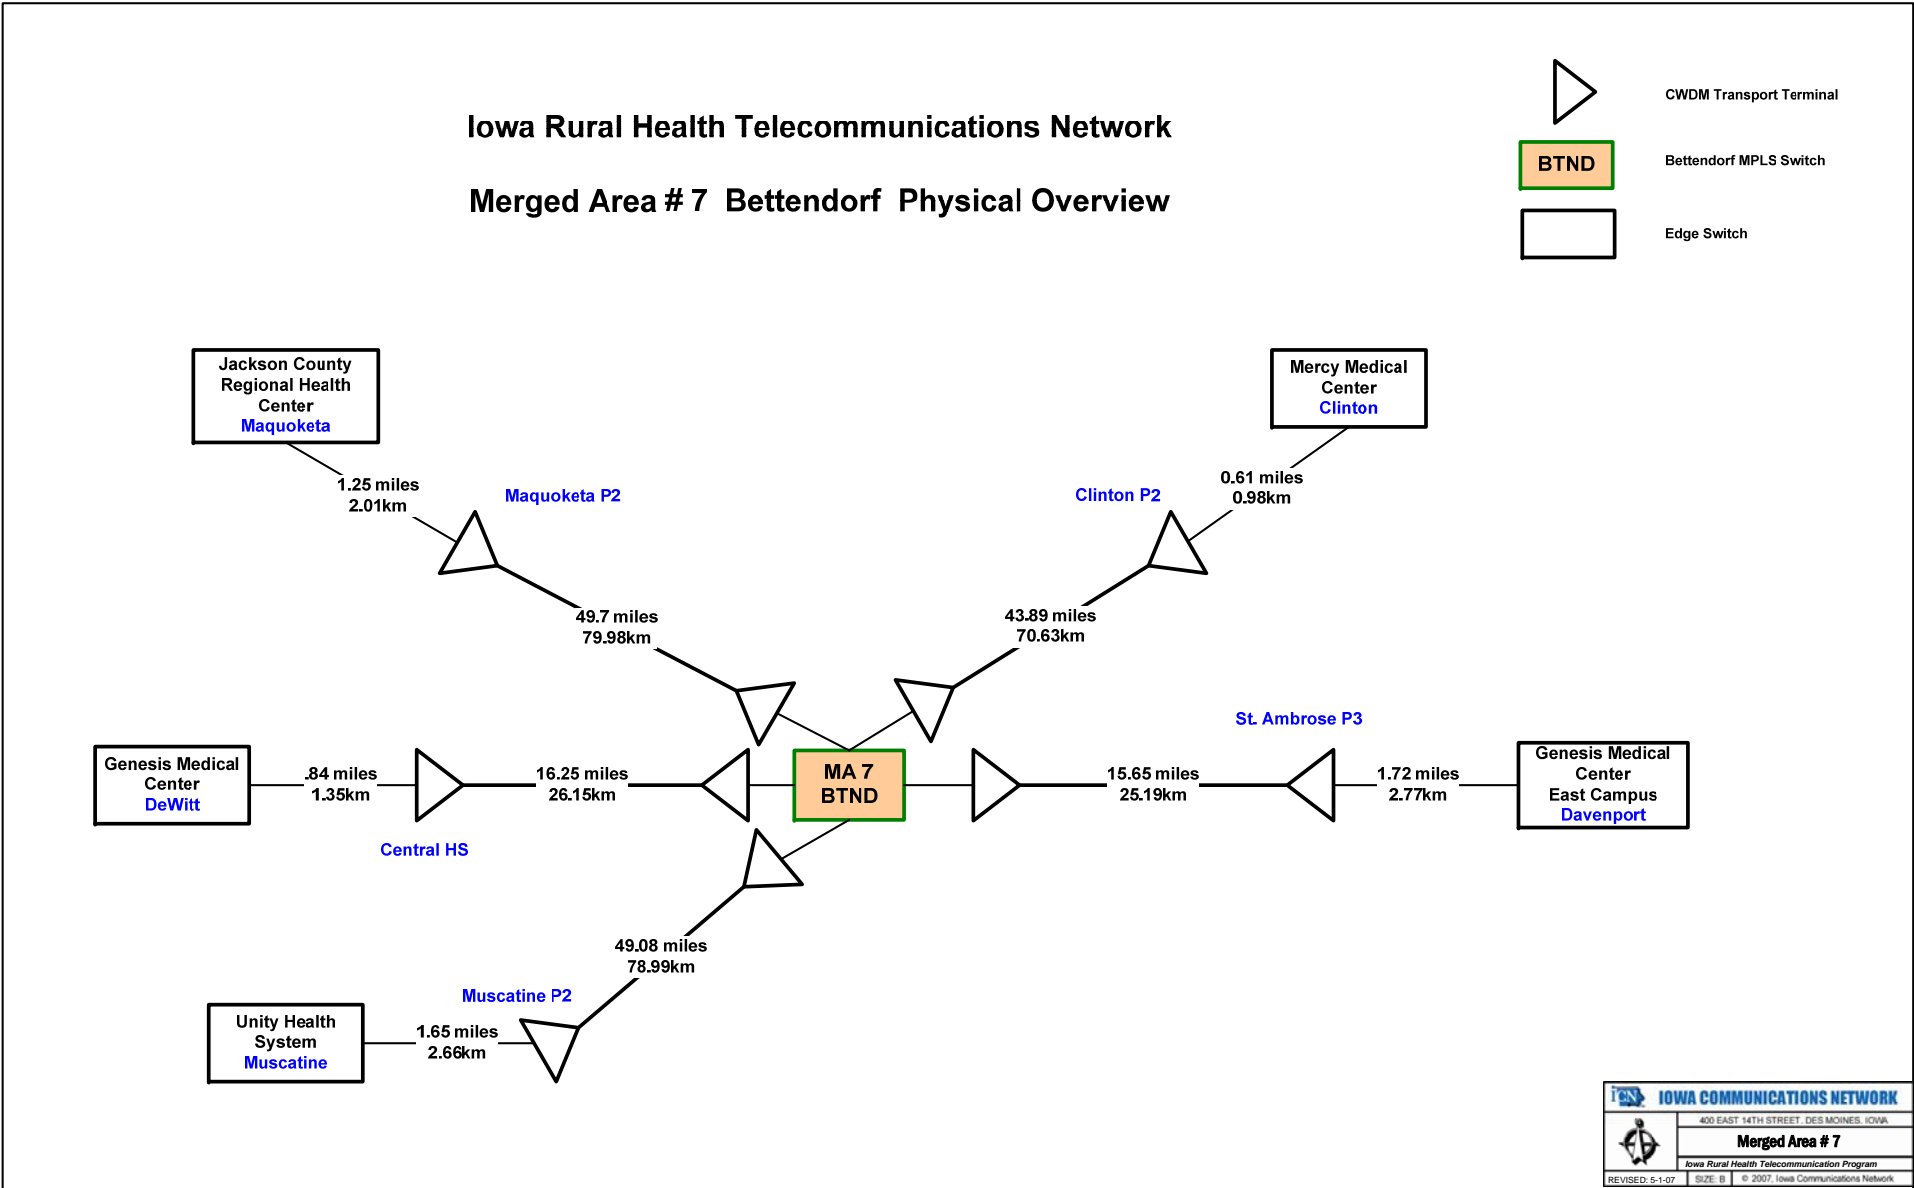 Iowa Rural Health Telecommunications Network
Merged Area # 7 Bettendorf Physical Overview
CWDM Transport Terminal
BTND
Bettendorf MPLS Switch
Edge Switch
Jackson County
Regional Health
Center
Maquoketa
1.25 miles
2.01km
Maquoketa P2
49.7 miles
79.98km
Mercy Medical
Center
Clinton
0.61 miles
0.98km
Clinton P2
43.89 miles
70.63km
Genesis Medical
Center
DeWitt
.84 miles
1.35km
Central HS
16.25 miles
26.15km
MA 7
BTND
15.65 miles
25.19km
St. Ambrose P3
1.72 miles
2.77km
Genesis Medical
Center
East Campus
Davenport
49.08 miles
78.99km
Muscatine P2
1.65 miles
2.66km
Unity Health
System
Muscatine
ICN IOWA COMMUNICATIONS NETWORK
400 EAST 14TH STREET, DES MOINES, IOWA
Merged Area # 7
Iowa Rural Health Telecommunication Program
REVISED: 5-1-07 SIZE: B © 2007, Iowa Communications Network